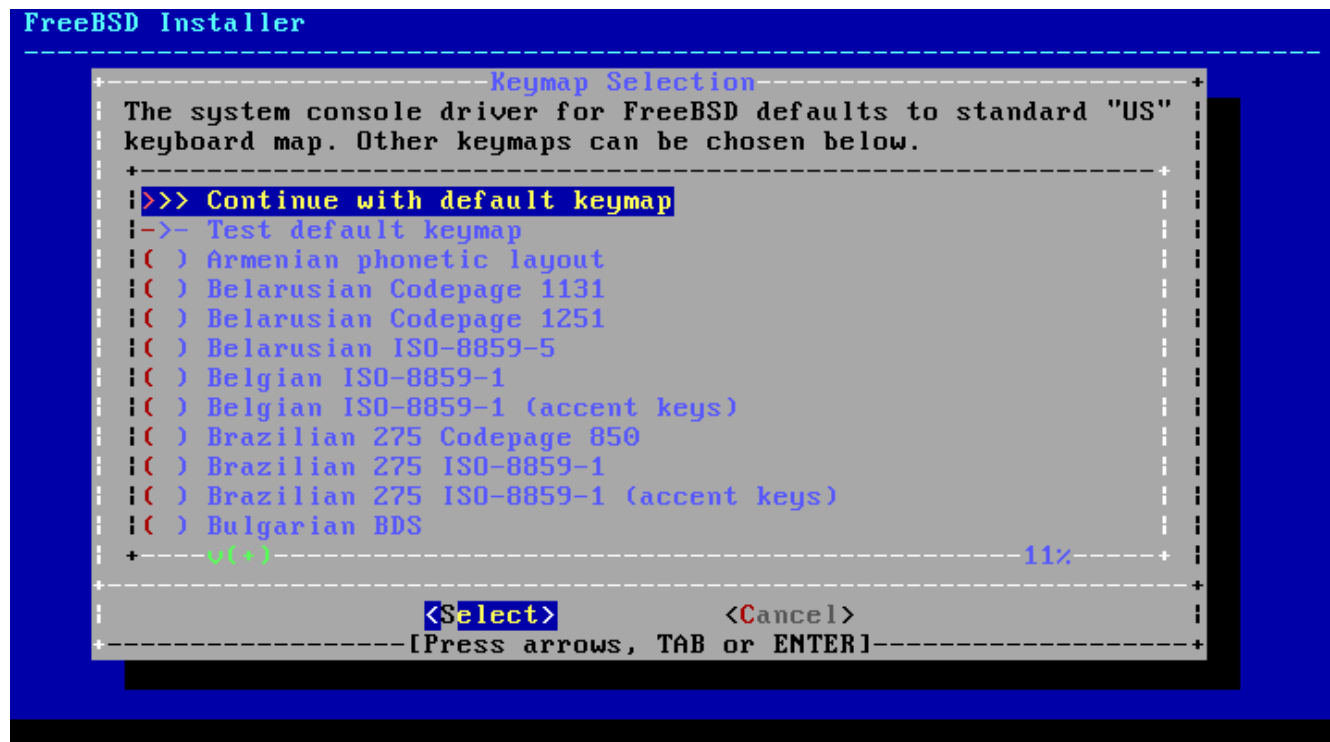 FreeBSD Installer
Keymap Selection
The system console driver for FreeBSD defaults to standard "US"
keyboard map. Other keymaps can be chosen below.
>>> Continue with default keymap
->- Test default keymap
( ) Armenian phonetic layout
( ) Belarusian Codepage 1131
( ) Belarusian Codepage 1251
( ) Belarusian ISO-8859-5
( ) Belgian ISO-8859-1
( ) Belgian ISO-8859-1 (accent keys)
( ) Brazilian 275 Codepage 850
( ) Brazilian 275 ISO-8859-1
( ) Brazilian 275 ISO-8859-1 (accent keys)
( ) Bulgarian BDS
v(+) 11%
<Select> <Cancel>
[Press arrows, TAB or ENTER]